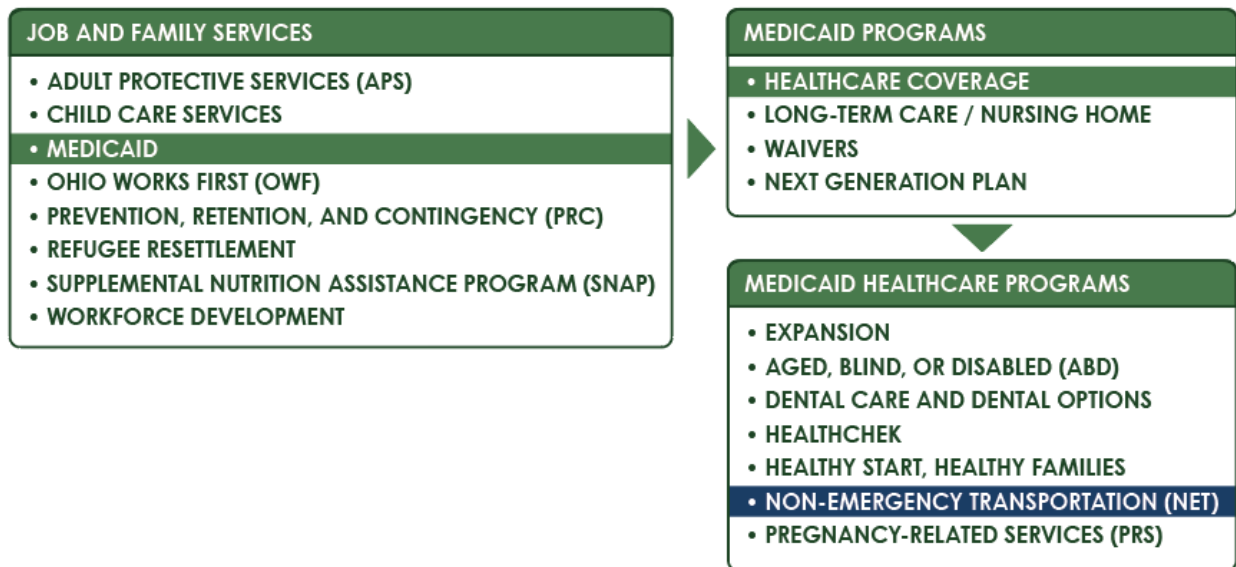 JOB AND FAMILY SERVICES
• ADULT PROTECTIVE SERVICES (APS)
• CHILD CARE SERVICES
• MEDICAID
• OHIO WORKS FIRST (OWF)
• PREVENTION, RETENTION, AND CONTINGENCY (PRC)
• REFUGEE RESETTLEMENT
• SUPPLEMENTAL NUTRITION ASSISTANCE PROGRAM (SNAP)
• WORKFORCE DEVELOPMENT
MEDICAID PROGRAMS
• HEALTHCARE COVERAGE
• LONG-TERM CARE / NURSING HOME
• WAIVERS
• NEXT GENERATION PLAN
MEDICAID HEALTHCARE PROGRAMS
• EXPANSION
• AGED, BLIND, OR DISABLED (ABD)
• DENTAL CARE AND DENTAL OPTIONS
• HEALTHCHEK
• HEALTHY START, HEALTHY FAMILIES
• NON-EMERGENCY TRANSPORTATION (NET)
• PREGNANCY-RELATED SERVICES (PRS)